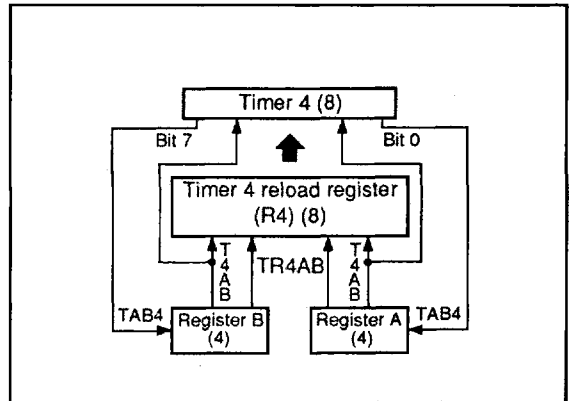 Timer 4 (8)
Bit 7
Bit 0
Timer 4 reload register
(R4) (8)
T4AB
TR4AB
T4AB
TAB4
Register B
(4)
Register A
(4)
TAB4